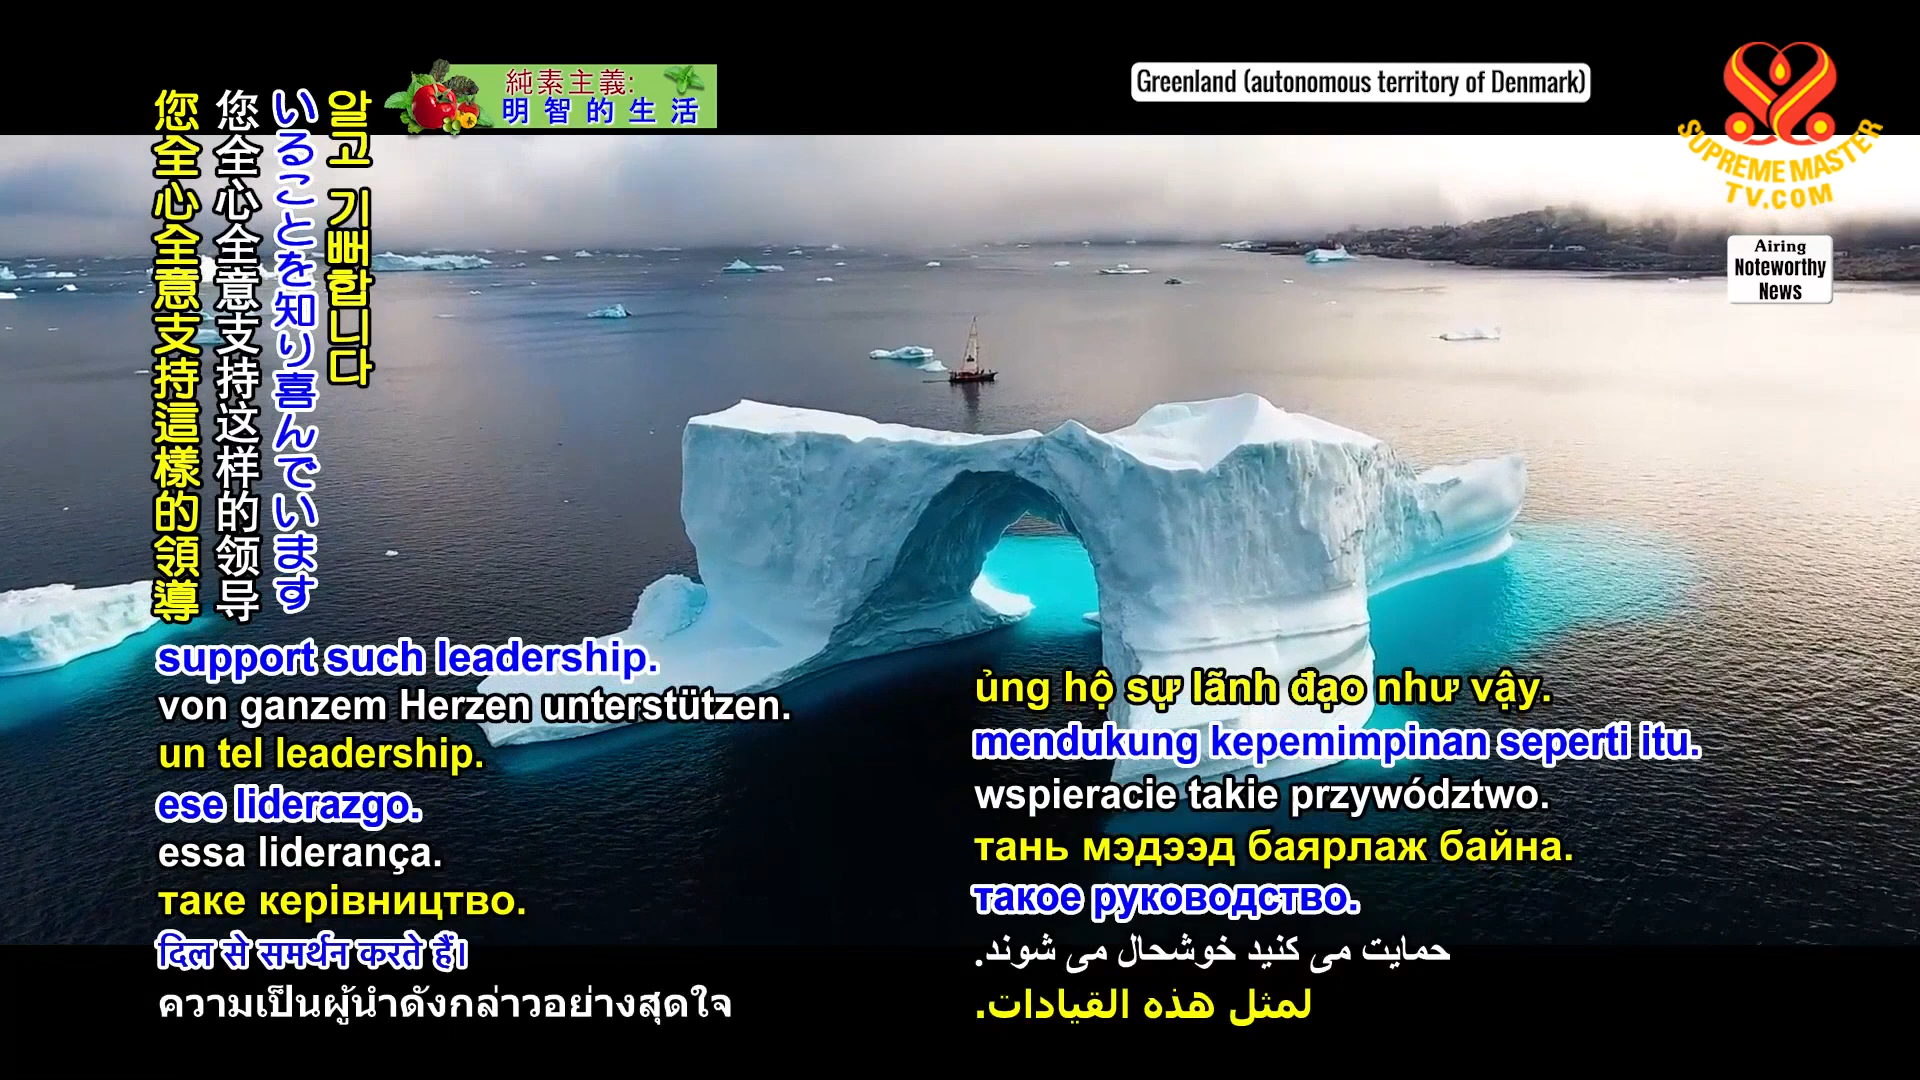 純素主義:
明智的生活
Greenland (autonomous territory of Denmark)
SUPREME MASTER
TV.COM
Airing
Noteworthy
News
알고 기뻐합니다
いることを知り喜んでいます
您全心全意支持这样的领导
您全心全意支持這樣的領導
support such leadership.
von ganzem Herzen unterstützen.
un tel leadership.
ese liderazgo.
essa liderança.
таке керівництво.
दिल से समर्थन करते हैं।
ความเป็นผู้นำดังกล่าวอย่างสุดใจ
ủng hộ sự lãnh đạo như vậy.
mendukung kepemimpinan seperti itu.
wspieracie takie przywództwo.
тань мэдээд баярлаж байна.
такое руководство.
حمایت می کنید خوشحال می شوند.
لمثل هذه القيادات.